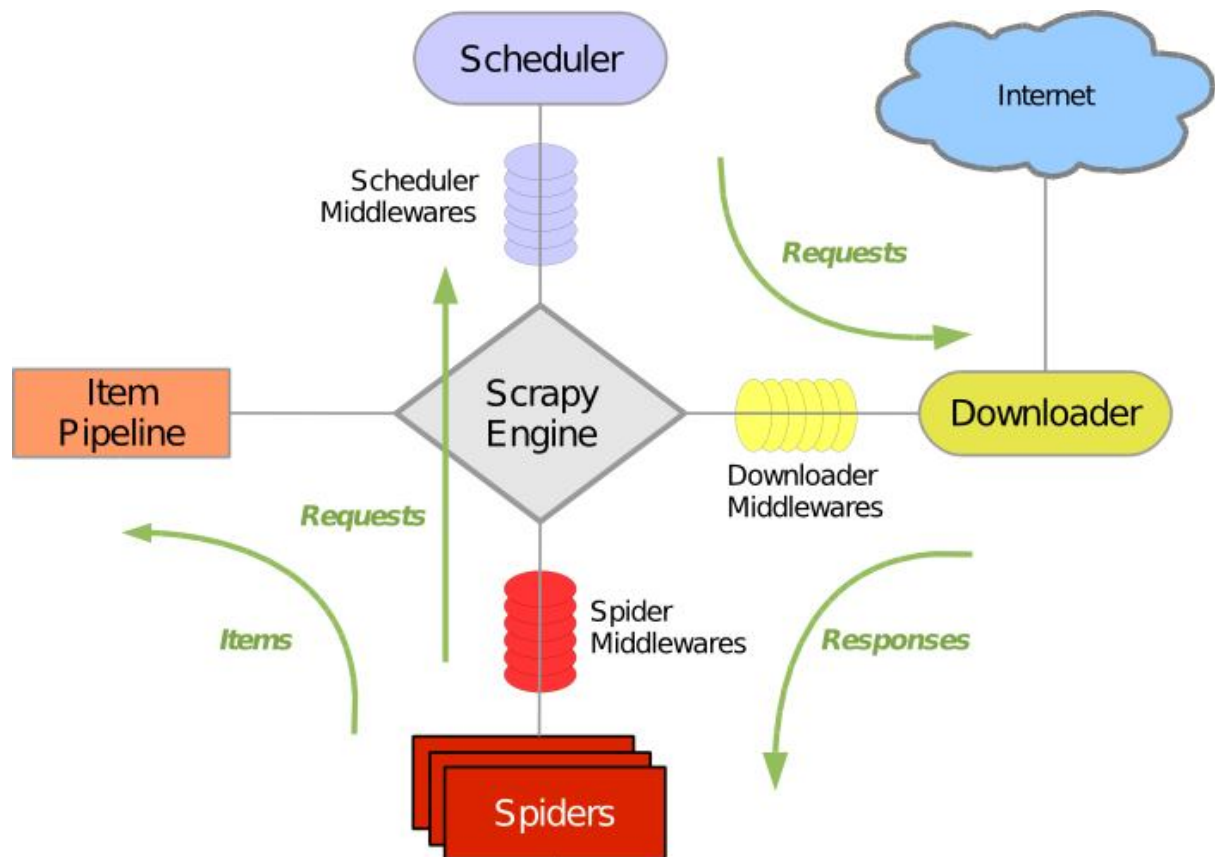 Scheduler
Internet
Scheduler
Middlewares
Requests
Item
Pipeline
Scrapy
Engine
Downloader
Downloader
Middlewares
Requests
Items
Spider
Middlewares
Responses
Spiders